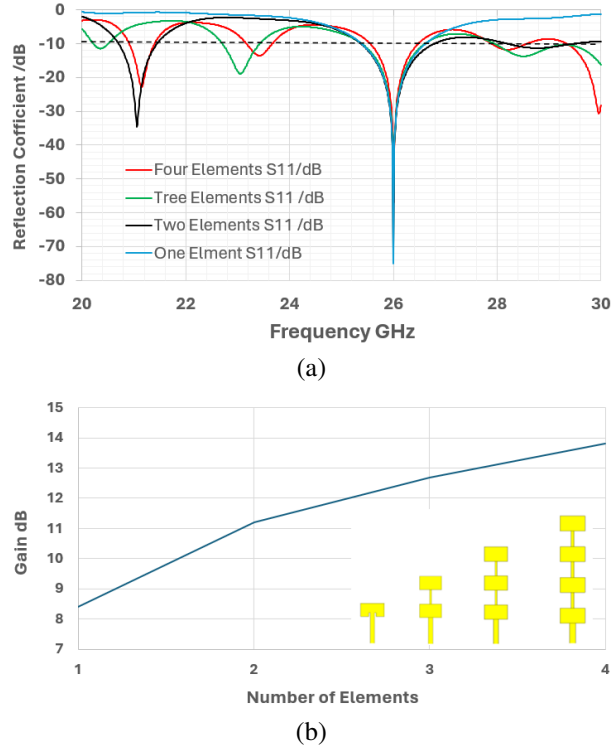 0
-10
-20
-30
-40
-50
-60
-70
-80
Reflection Cofficient /dB
Four Elements S11/dB
Tree Elements S11 /dB
Two Elements S11 /dB
One Elment S11/dB
20 22 24 26 28 30
Frequency GHz
(a)
15
14
13
12
11
10
9
8
7
Gain dB
1 2 3 4
Number of Elements
(b)